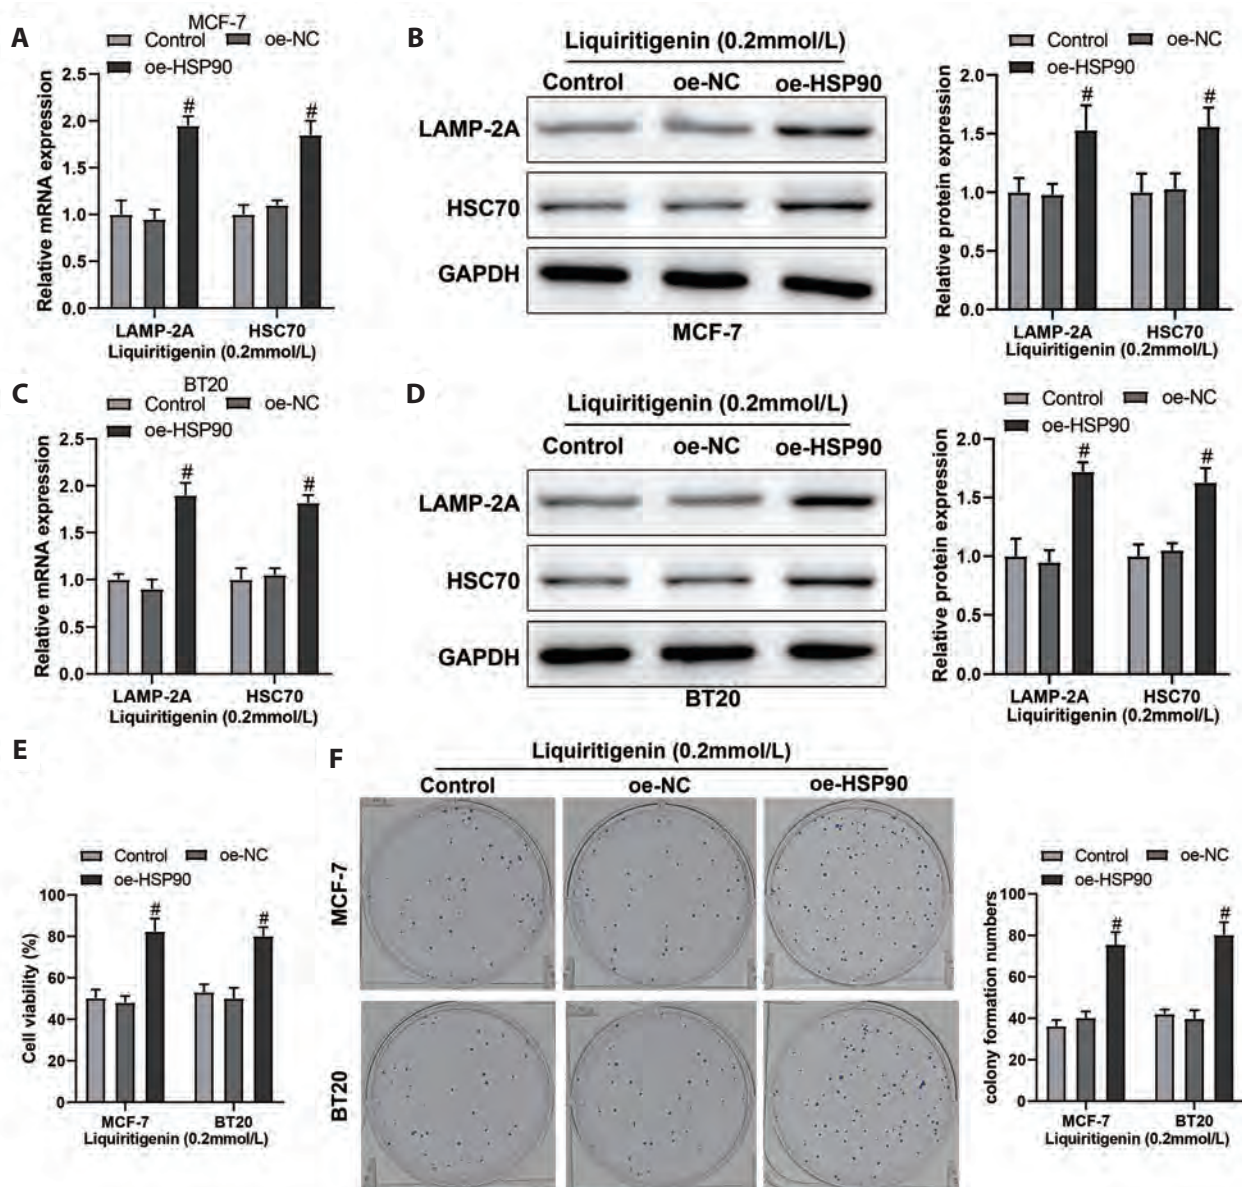 A
MCF-7
Control oe-NC
oe-HSP90
Relative mRNA expression
2.5
2.0
1.5
1.0
0.5
0.0
#
#
LAMP-2A HSC70
Liquiritigenin (0.2mmol/L)
B
Liquiritigenin (0.2mmol/L)
Control oe-NC oe-HSP90
LAMP-2A
HSC70
GAPDH
MCF-7
Control oe-NC
oe-HSP90
Relative protein expression
2.0
1.5
1.0
0.5
0.0
#
#
LAMP-2A HSC70
Liquiritigenin (0.2mmol/L)
C
BT20
Control oe-NC
oe-HSP90
Relative mRNA expression
2.5
2.0
1.5
1.0
0.5
0.0
#
#
LAMP-2A HSC70
Liquiritigenin (0.2mmol/L)
D
Liquiritigenin (0.2mmol/L)
Control oe-NC oe-HSP90
LAMP-2A
HSC70
GAPDH
BT20
Control oe-NC
oe-HSP90
Relative protein expression
2.0
1.5
1.0
0.5
0.0
#
#
LAMP-2A HSC70
Liquiritigenin (0.2mmol/L)
E
Control oe-NC
oe-HSP90
Cell viability (%)
100
80
60
40
20
0
#
#
MCF-7 BT20
Liquiritigenin (0.2mmol/L)
F
Liquiritigenin (0.2mmol/L)
Control oe-NC oe-HSP90
MCF-7
BT20
Control oe-NC
oe-HSP90
colony formation numbers
100
80
60
40
20
0
#
#
MCF-7 BT20
Liquiritigenin (0.2mmol/L)